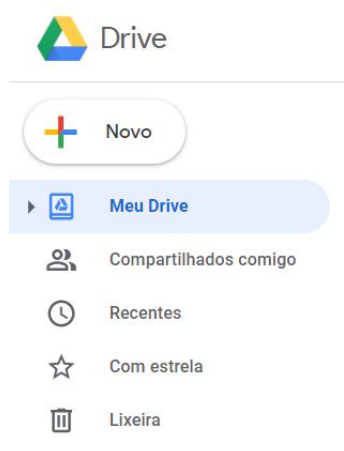 Drive
Novo
Meu Drive
Compartilhados comigo
Recentes
Com estrela
Lixeira